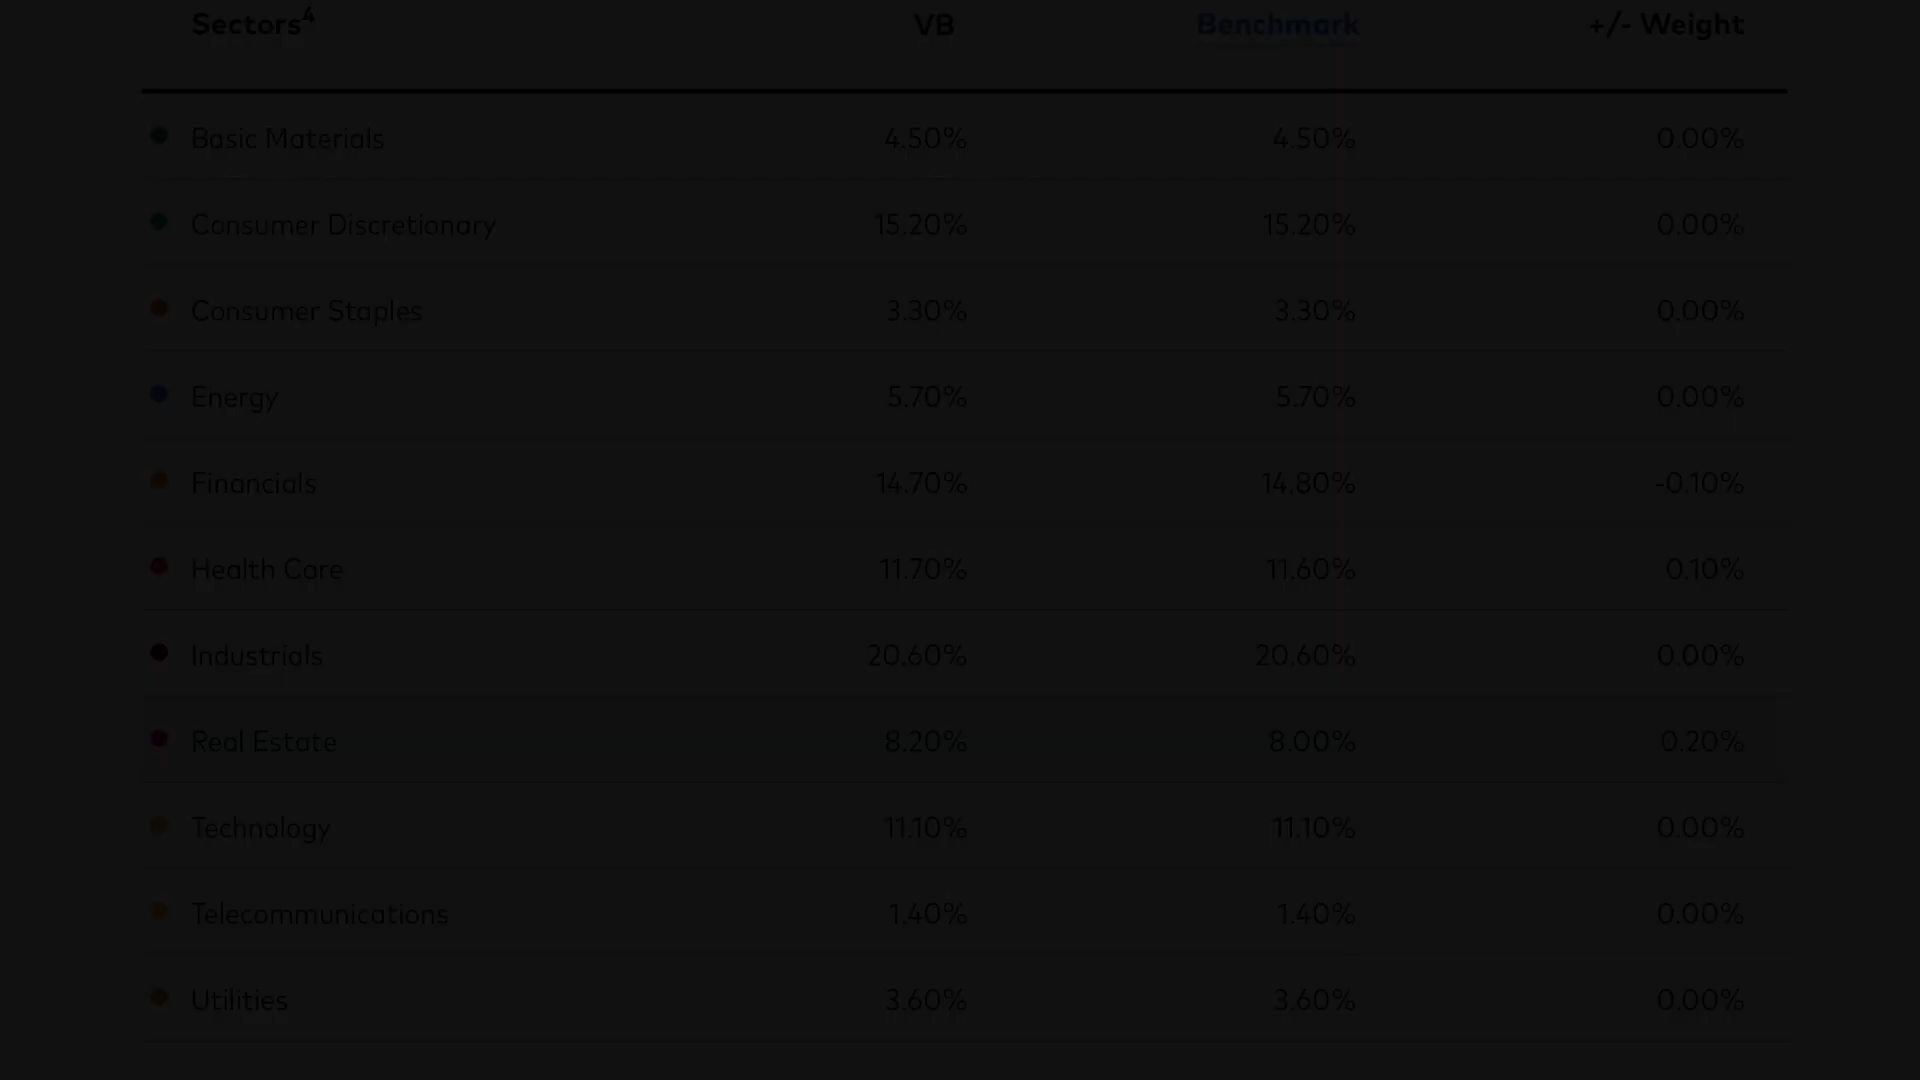 Sectors⁴ VB Benchmark +/- Weight
Basic Materials 4.50% 4.50% 0.00%
Consumer Discretionary 15.20% 15.20% 0.00%
Consumer Staples 3.30% 3.30% 0.00%
Energy 5.70% 5.70% 0.00%
Financials 14.70% 14.80% -0.10%
Health Care 11.70% 11.60% 0.10%
Industrials 20.60% 20.60% 0.00%
Real Estate 8.20% 8.00% 0.20%
Technology 11.10% 11.10% 0.00%
Telecommunications 1.40% 1.40% 0.00%
Utilities 3.60% 3.60% 0.00%